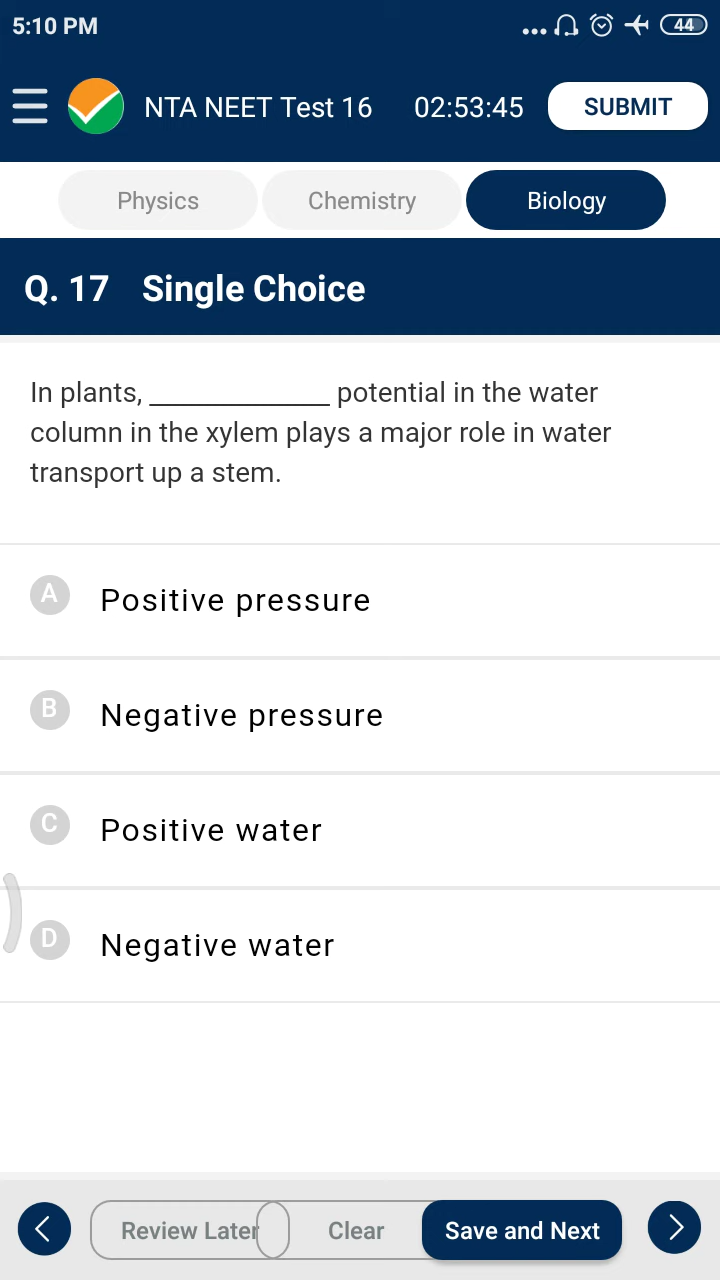 5:10 PM
44
NTA NEET Test 16 02:53:45 SUBMIT
Physics Chemistry Biology
Q. 17 Single Choice
In plants, _____________ potential in the water
column in the xylem plays a major role in water
transport up a stem.
A Positive pressure
B Negative pressure
C Positive water
D Negative water
Review Later Clear Save and Next